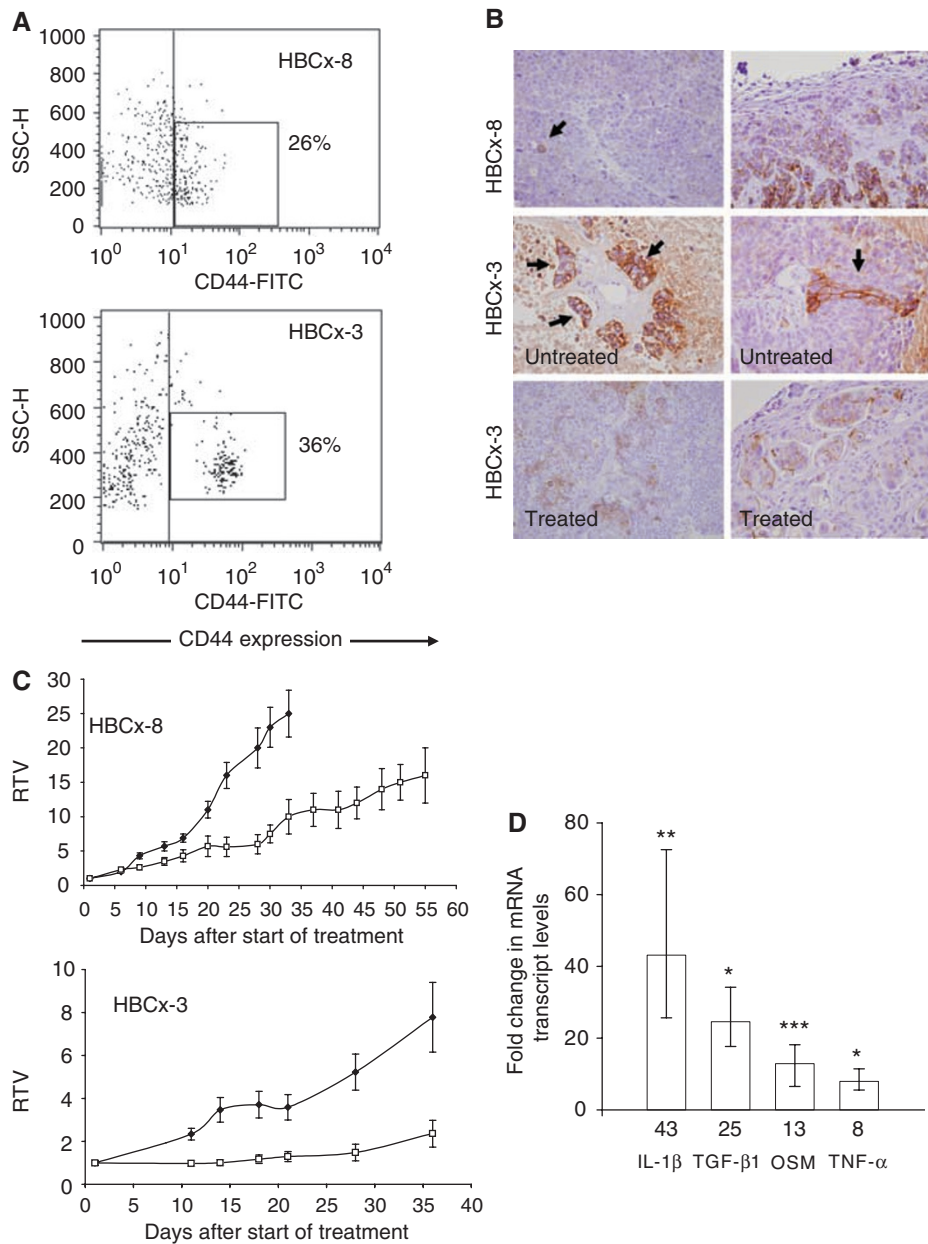 A
1000
800
600
400
200
0
SSC-H
HBCx-8
26%
10^0 10^1 10^2 10^3 10^4
CD44-FITC
1000
800
600
400
200
0
SSC-H
HBCx-3
36%
10^0 10^1 10^2 10^3 10^4
CD44-FITC
CD44 expression
B
HBCx-8
HBCx-3
Untreated
Untreated
HBCx-3
Treated
Treated
C
30
25
20
15
10
5
0
RTV
HBCx-8
0 5 10 15 20 25 30 35 40 45 50 55 60
Days after start of treatment
10
8
6
4
2
0
RTV
HBCx-3
0 5 10 15 20 25 30 35 40
Days after start of treatment
D
80
60
40
20
0
Fold change in mRNA
transcript levels
**
*
***
*
43 25 13 8
IL-1β TGF-β1 OSM TNF-α